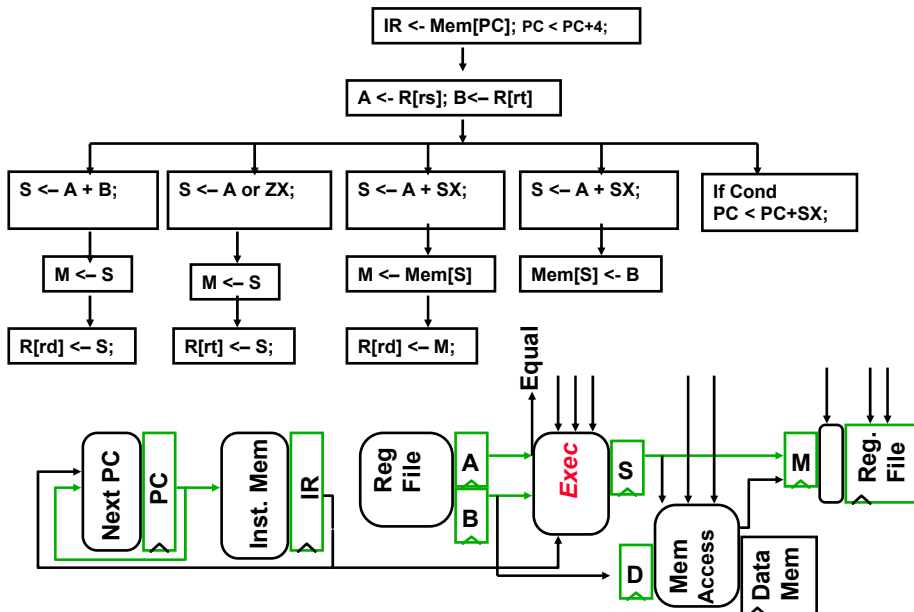 IR <- Mem[PC]; PC < PC+4;
A <- R[rs]; B<– R[rt]
S <– A + B;
S <– A or ZX;
S <– A + SX;
S <– A + SX;
If Cond
PC < PC+SX;
M <– S
M <– S
M <– Mem[S]
Mem[S] <- B
R[rd] <– S;
R[rt] <– S;
R[rd] <– M;
Equal
Next PC
PC
Inst. Mem
IR
Reg
File
A
B
Exec
S
M
Reg.
File
D
Mem
Access
Data
Mem